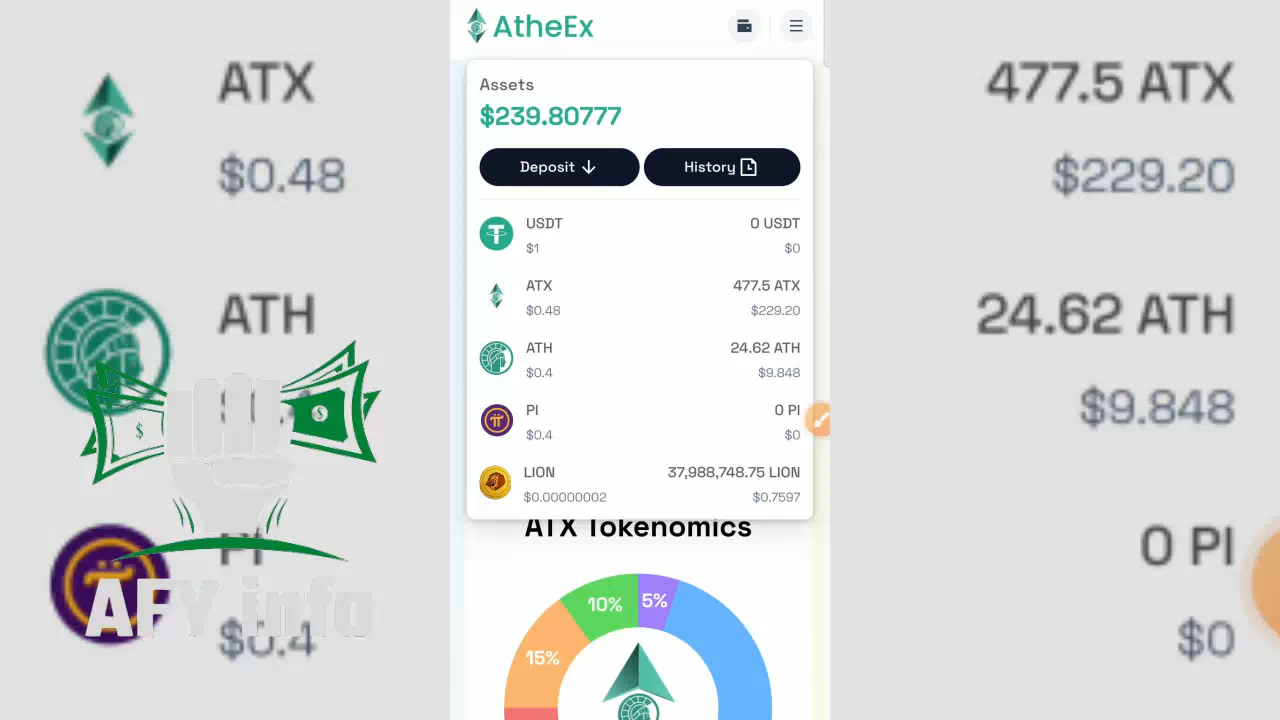 AtheEx
Assets
$239.80777
Deposit
History
USDT
0 USDT
$1
$0
ATX
477.5 ATX
$0.48
$229.20
ATH
24.62 ATH
$0.4
$9.848
PI
0 PI
$0.4
$0
LION
37,988,748.75 LION
$0.00000002
$0.7597
ATX Tokenomics
10%
5%
15%
ATX
477.5 ATX
$0.48
$229.20
ATH
24.62 ATH
$9.848
PI
0 PI
$0.4
$0
$
$
AFY info